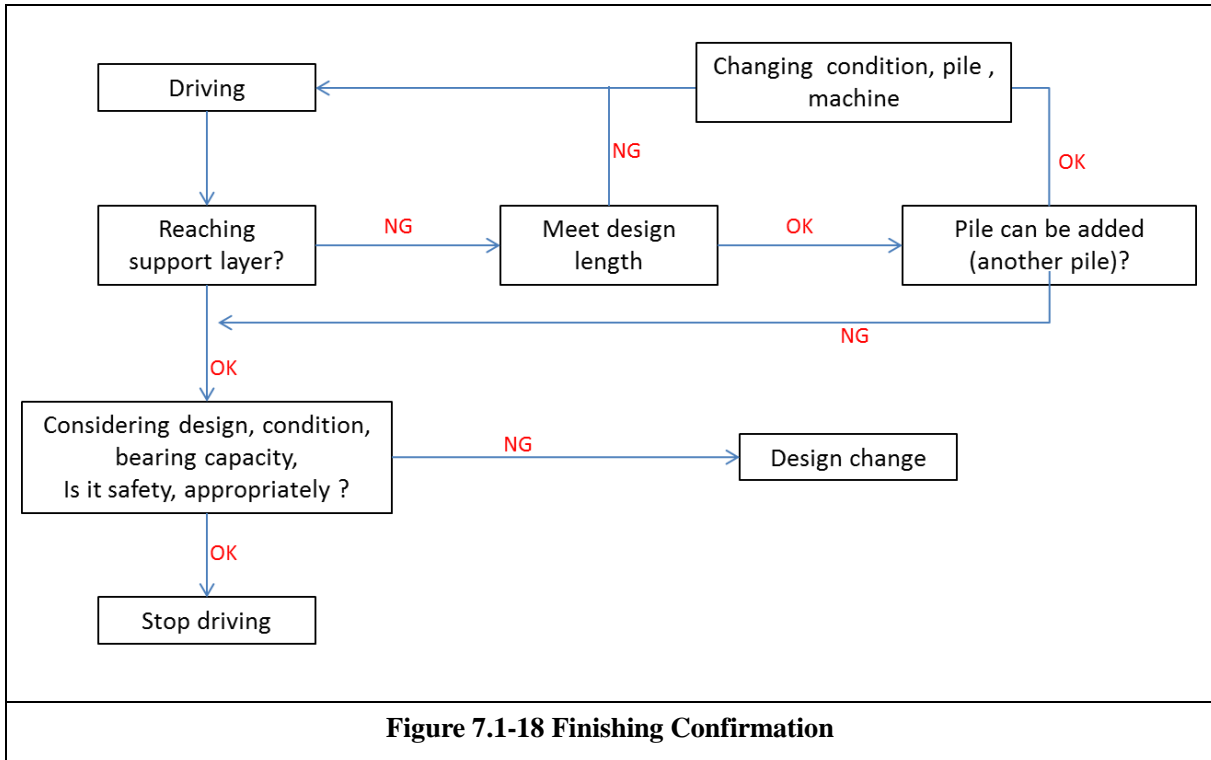 Driving
Changing condition, pile ,
machine
NG
OK
Reaching
support layer?
NG
Meet design
length
OK
Pile can be added
(another pile)?
NG
OK
Considering design, condition,
bearing capacity,
Is it safety, appropriately ?
NG
Design change
OK
Stop driving
Figure 7.1-18 Finishing Confirmation